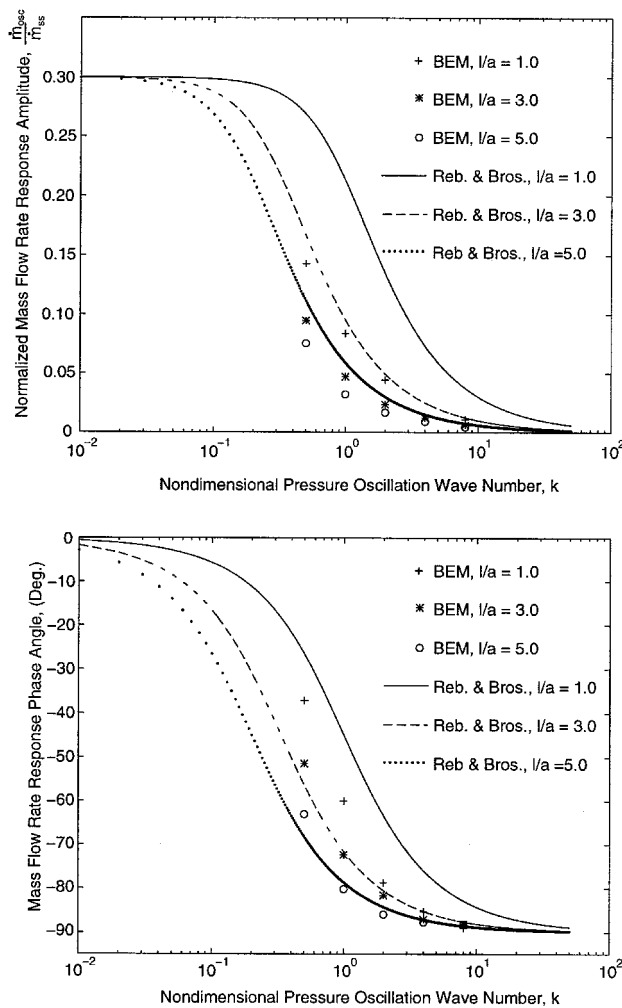 Normalized Mass Flow Rate Response Amplitude, ṁosc/ṁss
0.30
0.25
0.20
0.15
0.10
0.05
0
+ BEM, l/a = 1.0
* BEM, l/a = 3.0
o BEM, l/a = 5.0
Reb. & Bros., l/a = 1.0
Reb. & Bros., l/a = 3.0
Reb & Bros., l/a =5.0
10⁻² 10⁻¹ 10⁰ 10¹ 10²
Nondimensional Pressure Oscillation Wave Number, k
Mass Flow Rate Response Phase Angle, (Deg.)
0
-10
-20
-30
-40
-50
-60
-70
-80
-90
+ BEM, l/a = 1.0
* BEM, l/a = 3.0
o BEM, l/a = 5.0
Reb. & Bros., l/a = 1.0
Reb. & Bros., l/a = 3.0
Reb. & Bros., l/a =5.0
10⁻² 10⁻¹ 10⁰ 10¹ 10²
Nondimensional Pressure Oscillation Wave Number, k